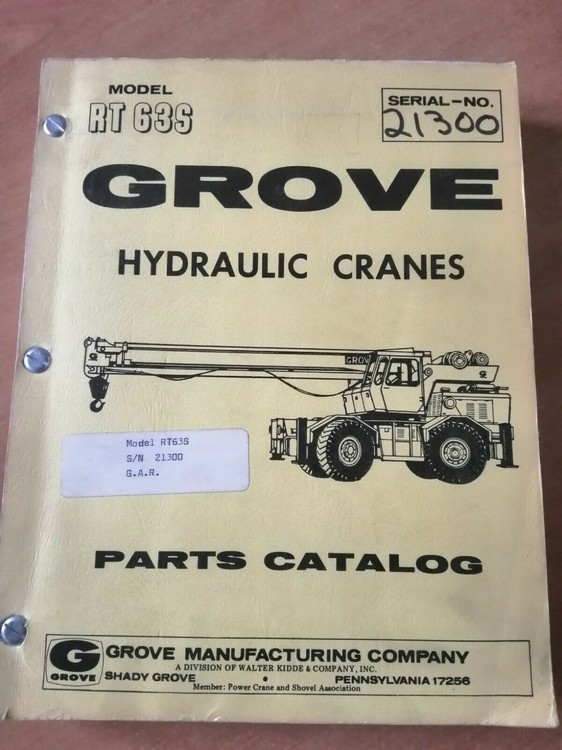 MODEL
RT 63S
SERIAL-NO.
21300
GROVE
HYDRAULIC CRANES
GROVE
Model RT63S
S/N 21300
G.A.R.
PARTS CATALOG
G
GROVE
GROVE MANUFACTURING COMPANY
A DIVISION OF WALTER KIDDE & COMPANY, INC.
SHADY GROVE • PENNSYLVANIA 17256
Member: Power Crane and Shovel Association